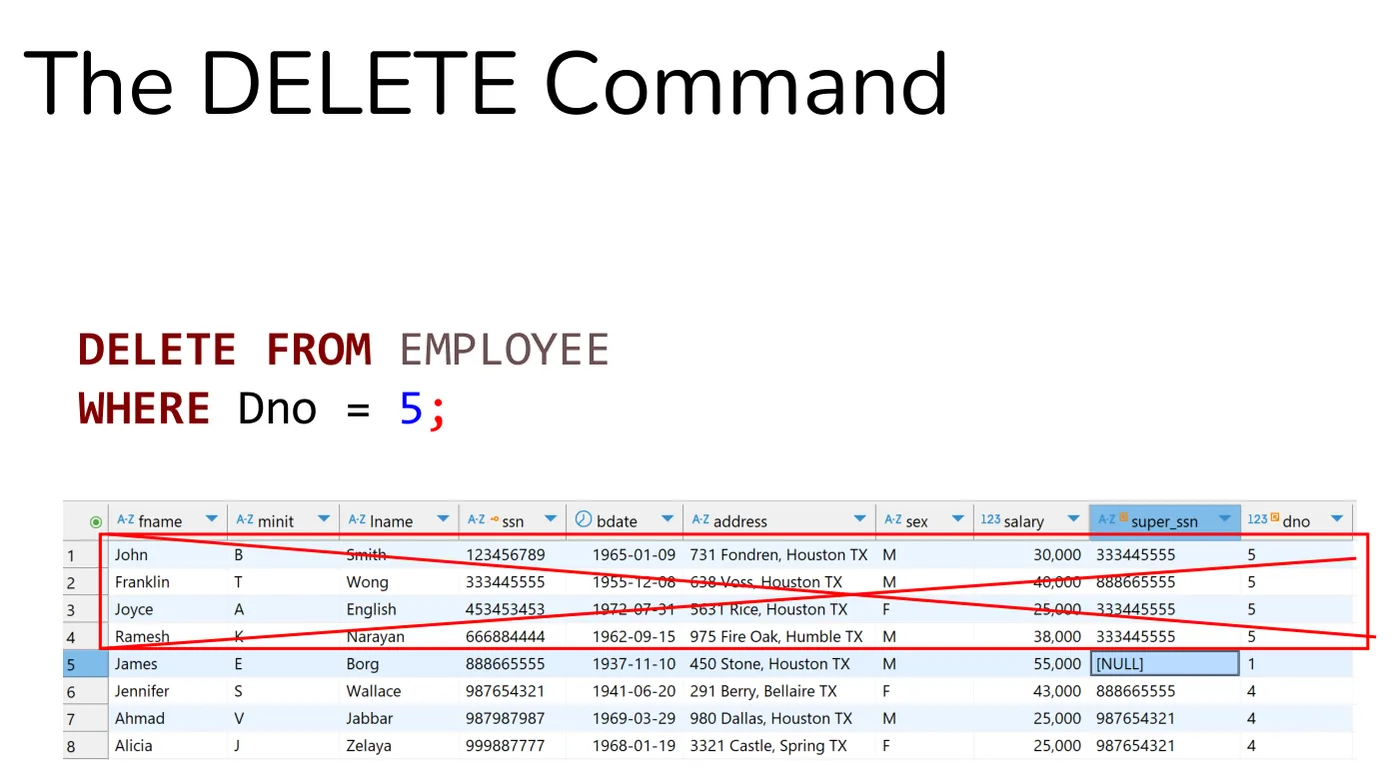 The DELETE Command
DELETE FROM EMPLOYEE
WHERE Dno = 5;
A-Z fname A-Z minit A-Z lname A-Z ssn bdate A-Z address A-Z sex 123 salary A-Z super_ssn 123 dno
1 John B Smith 123456789 1965-01-09 731 Fondren, Houston TX M 30,000 333445555 5
2 Franklin T Wong 333445555 1955-12-08 638 Voss, Houston TX M 40,000 888665555 5
3 Joyce A English 453453453 1972-07-31 5631 Rice, Houston TX F 25,000 333445555 5
4 Ramesh K Narayan 666884444 1962-09-15 975 Fire Oak, Humble TX M 38,000 333445555 5
5 James E Borg 888665555 1937-11-10 450 Stone, Houston TX M 55,000 [NULL] 1
6 Jennifer S Wallace 987654321 1941-06-20 291 Berry, Bellaire TX F 43,000 888665555 4
7 Ahmad V Jabbar 987987987 1969-03-29 980 Dallas, Houston TX M 25,000 987654321 4
8 Alicia J Zelaya 999887777 1968-01-19 3321 Castle, Spring TX F 25,000 987654321 4